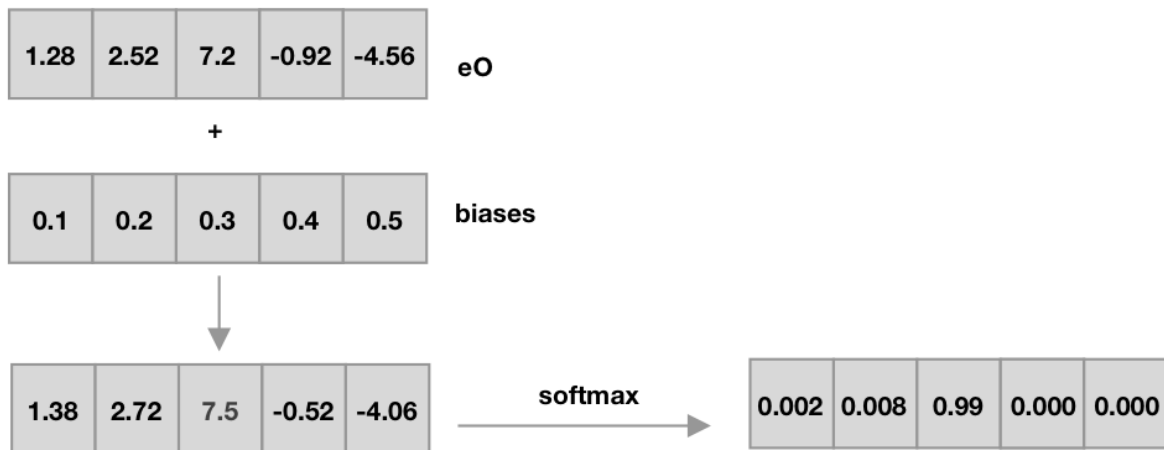 1.28 2.52 7.2 -0.92 -4.56 eO
+
0.1 0.2 0.3 0.4 0.5 biases
1.38 2.72 7.5 -0.52 -4.06 softmax 0.002 0.008 0.99 0.000 0.000